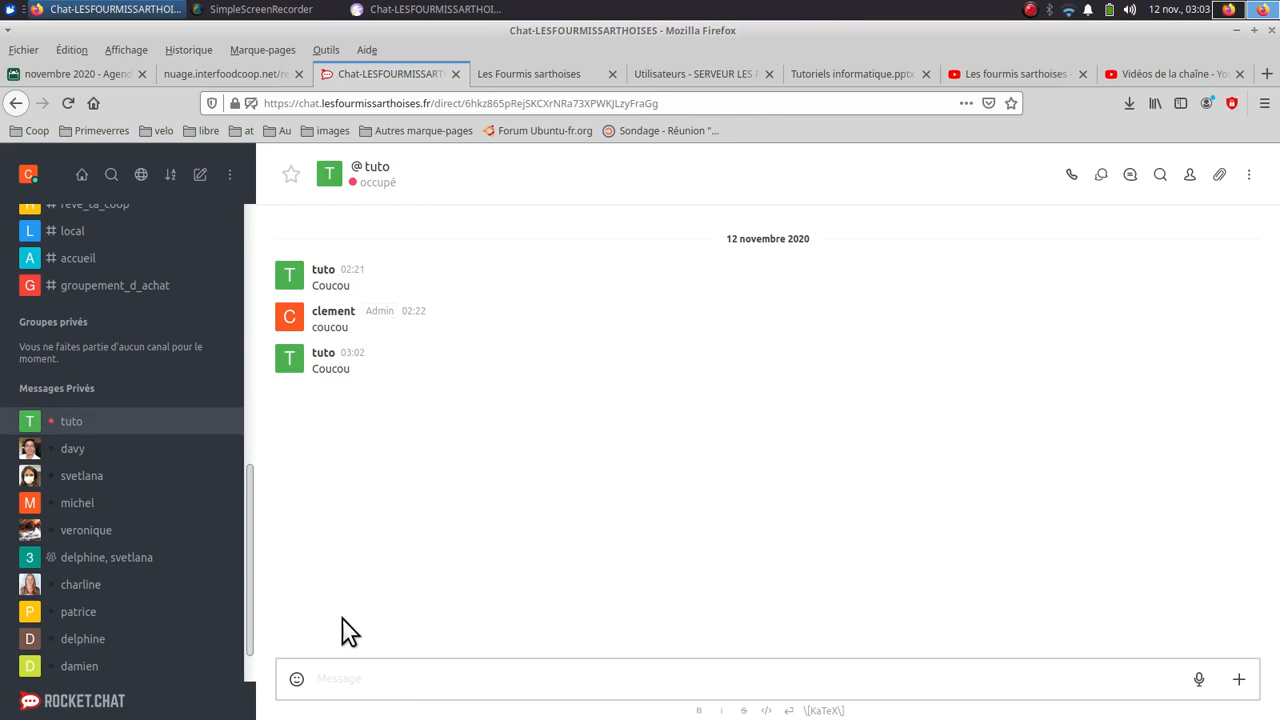 Chat-LESFOURMISSARTHOIS...
SimpleScreenRecorder
Chat-LESFOURMISSARTHOIS...
12 nov., 03:03
Chat-LESFOURMISSARTHOISES - Mozilla Firefox
Fichier Édition Affichage Historique Marque-pages Outils Aide
novembre 2020 - Agend
nuage.interfoodcoop.net/re
Chat-LESFOURMISSARTH
Les Fourmis sarthoises
Utilisateurs - SERVEUR LES F
Tutoriels informatique.pptx
Les fourmis sarthoises -
Vidéos de la chaîne - You
https://chat.lesfourmissarthoises.fr/direct/6hkz865pRejSKCXrNRa73XPWKJLzyFraGg
Coop Primeverres velo libre at Au images Autres marque-pages Forum Ubuntu-fr.org Sondage - Réunion "...
C
T
@ tuto
occupé
# reve_ta_coop
L # local
A # accueil
G # groupement_d_achat
Groupes privés
Vous ne faites partie d'aucun canal pour le
moment.
Messages Privés
T tuto
davy
svetlana
M michel
veronique
3 delphine, svetlana
charline
P patrice
D delphine
D damien
ROCKET.CHAT
12 novembre 2020
T tuto 02:21
Coucou
C clement Admin 02:22
coucou
T tuto 03:02
Coucou
Message
B i S </> \[KaTeX\]